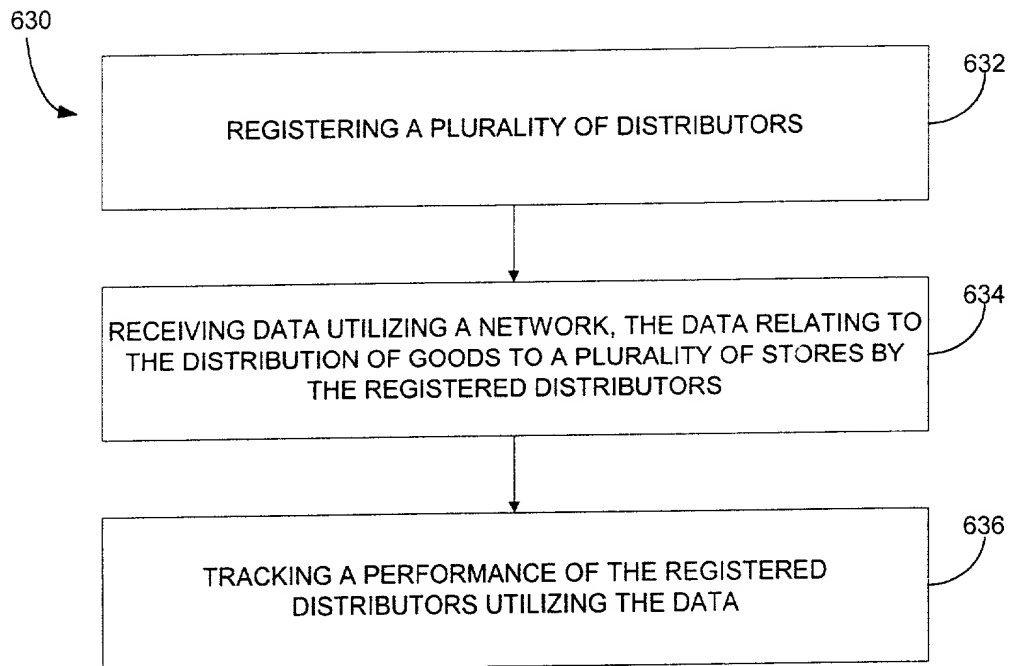 630
632
REGISTERING A PLURALITY OF DISTRIBUTORS
634
RECEIVING DATA UTILIZING A NETWORK, THE DATA RELATING TO
THE DISTRIBUTION OF GOODS TO A PLURALITY OF STORES BY
THE REGISTERED DISTRIBUTORS
636
TRACKING A PERFORMANCE OF THE REGISTERED
DISTRIBUTORS UTILIZING THE DATA